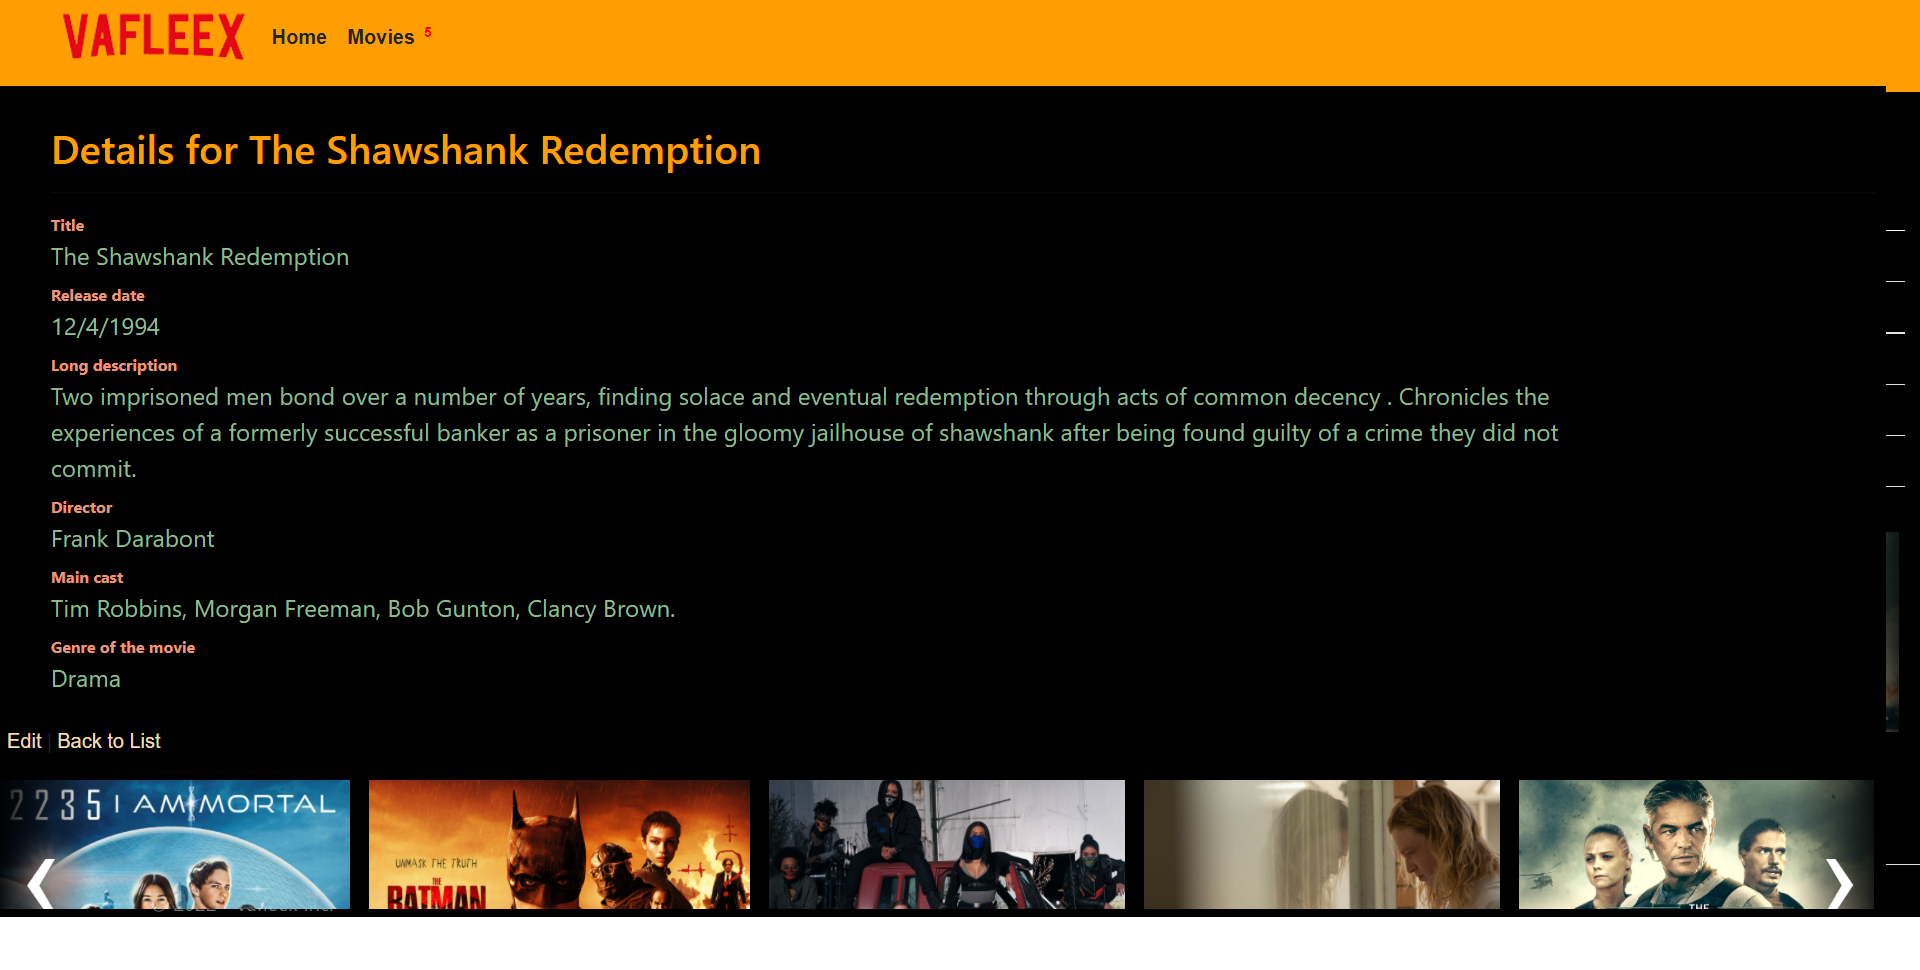 VAFLEEX
Home Movies 5
Details for The Shawshank Redemption
Title
The Shawshank Redemption
Release date
12/4/1994
Long description
Two imprisoned men bond over a number of years, finding solace and eventual redemption through acts of common decency . Chronicles the
experiences of a formerly successful banker as a prisoner in the gloomy jailhouse of shawshank after being found guilty of a crime they did not
commit.
Director
Frank Darabont
Main cast
Tim Robbins, Morgan Freeman, Bob Gunton, Clancy Brown.
Genre of the movie
Drama
Edit | Back to List
2235 I AM MORTAL
UNMASK THE TRUTH
THE
BATMAN
THE